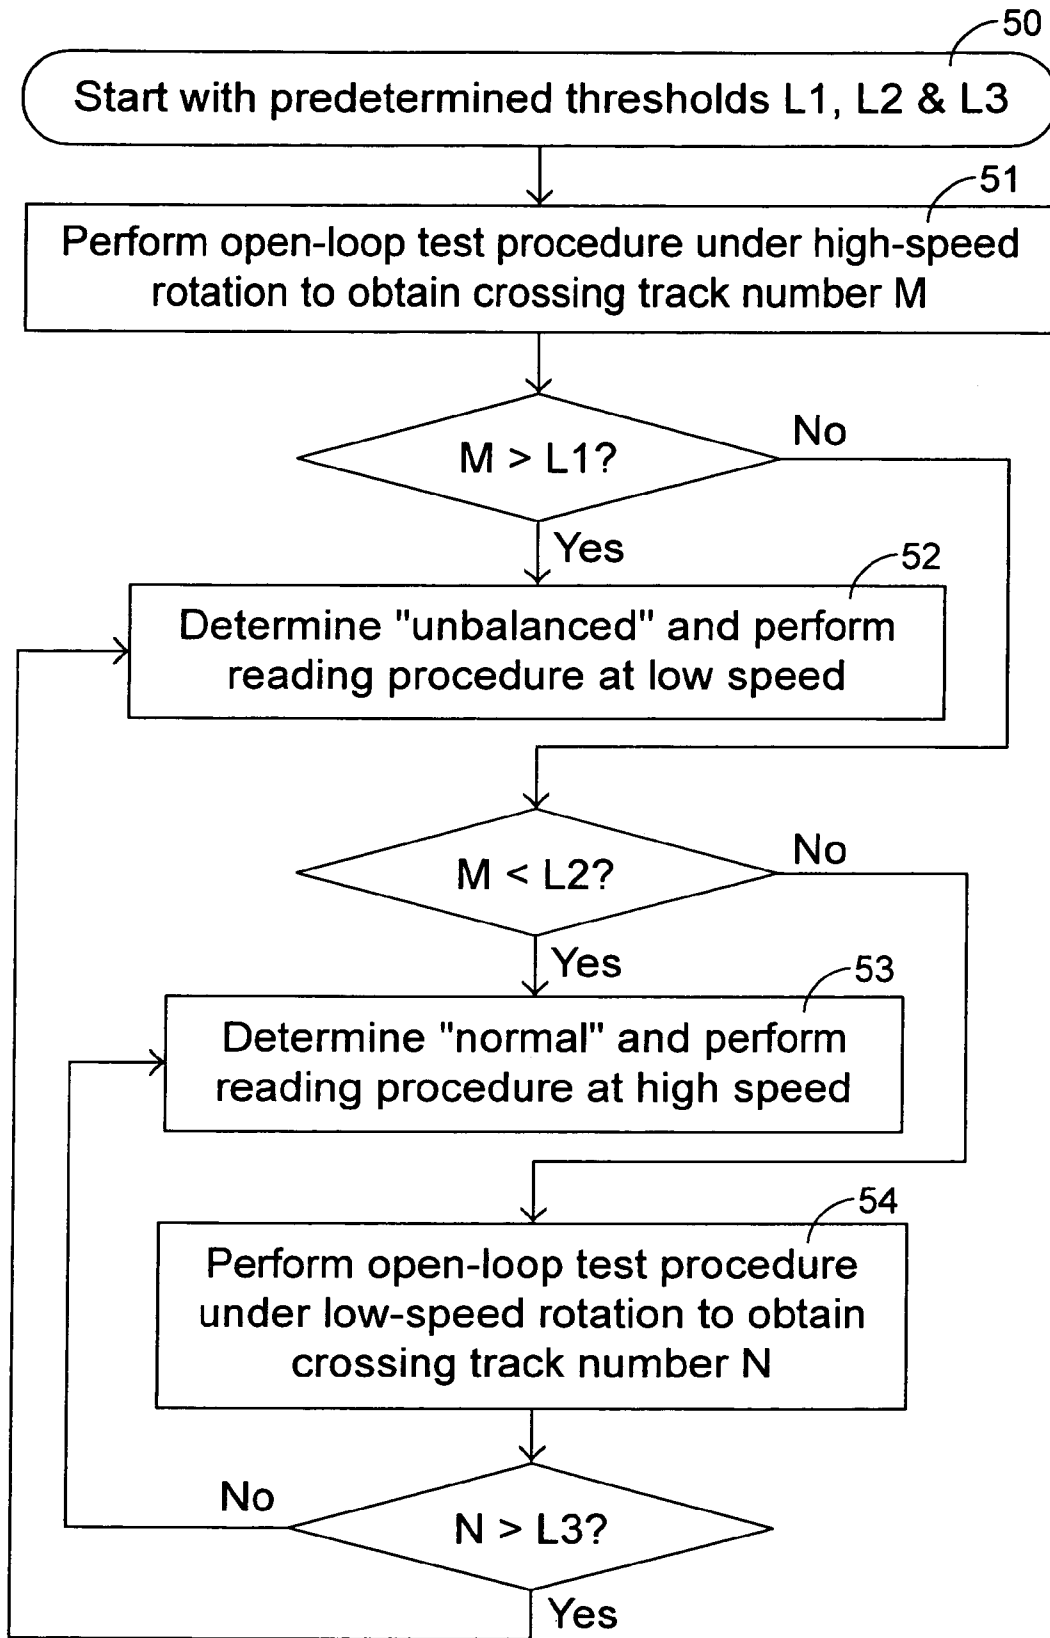 50
Start with predetermined thresholds L1, L2 & L3
51
Perform open-loop test procedure under high-speed
rotation to obtain crossing track number M
M > L1?
No
Yes
52
Determine "unbalanced" and perform
reading procedure at low speed
M < L2?
No
Yes
53
Determine "normal" and perform
reading procedure at high speed
54
Perform open-loop test procedure
under low-speed rotation to obtain
crossing track number N
No
N > L3?
Yes